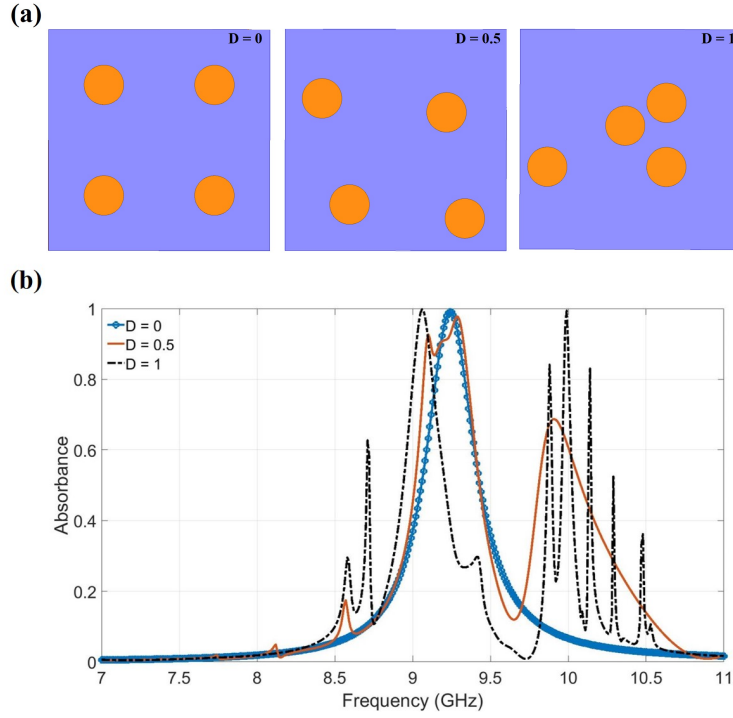 (a)
D = 0
D = 0.5
D = 1
(b)
D = 0
D = 0.5
D = 1
1
0.8
0.6
0.4
0.2
0
Absorbance
7 7.5 8 8.5 9 9.5 10 10.5 11
Frequency (GHz)